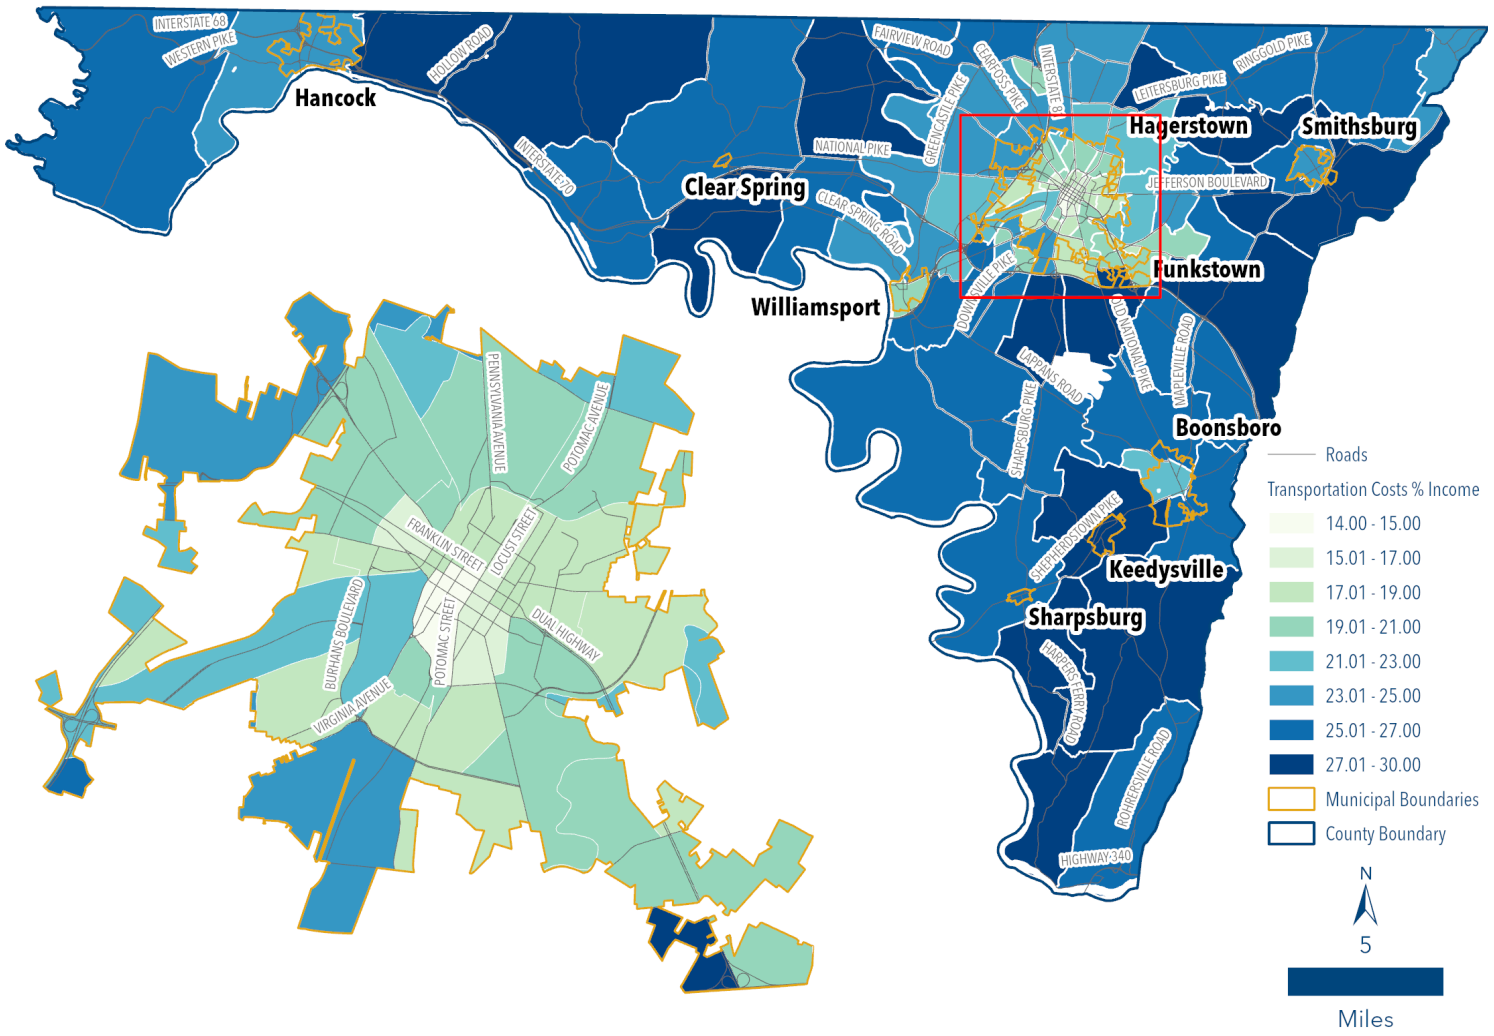 INTERSTATE 68
WESTERN PIKE
HOLLOW ROAD
Hancock
INTERSTATE 70
Clear Spring
NATIONAL PIKE
CLEAR SPRING ROAD
Williamsport
FAIRVIEW ROAD
GREENCASTLE PIKE
CEARFOSS PIKE
INTERSTATE 81
LEITERSBURG PIKE
RINGGOLD PIKE
Hagerstown
Smithsburg
JEFFERSON BOULEVARD
Funkstown
DOWNSVILLE PIKE
OLD NATIONAL PIKE
MAPLEVILLE ROAD
LAPPANS ROAD
SHARPSBURG PIKE
Boonsboro
SHEPHERDSTOWN PIKE
Keedysville
Sharpsburg
HARPERS FERRY ROAD
ROHRERSVILLE ROAD
HIGHWAY 340
PENNSYLVANIA AVENUE
POTOMAC AVENUE
FRANKLIN STREET
LOCUST STREET
BURHANS BOULEVARD
POTOMAC STREET
DUAL HIGHWAY
VIRGINIA AVENUE
Roads
Transportation Costs % Income
14.00 - 15.00
15.01 - 17.00
17.01 - 19.00
19.01 - 21.00
21.01 - 23.00
23.01 - 25.00
25.01 - 27.00
27.01 - 30.00
Municipal Boundaries
County Boundary
N
5
Miles